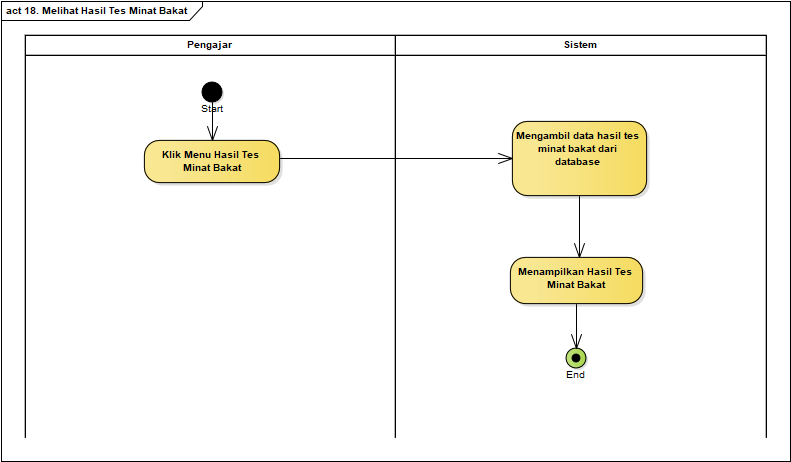 act 18. Melihat Hasil Tes Minat Bakat
Pengajar
Sistem
Start
Klik Menu Hasil Tes
Minat Bakat
Mengambil data hasil tes
minat bakat dari
database
Menampilkan Hasil Tes
Minat Bakat
End